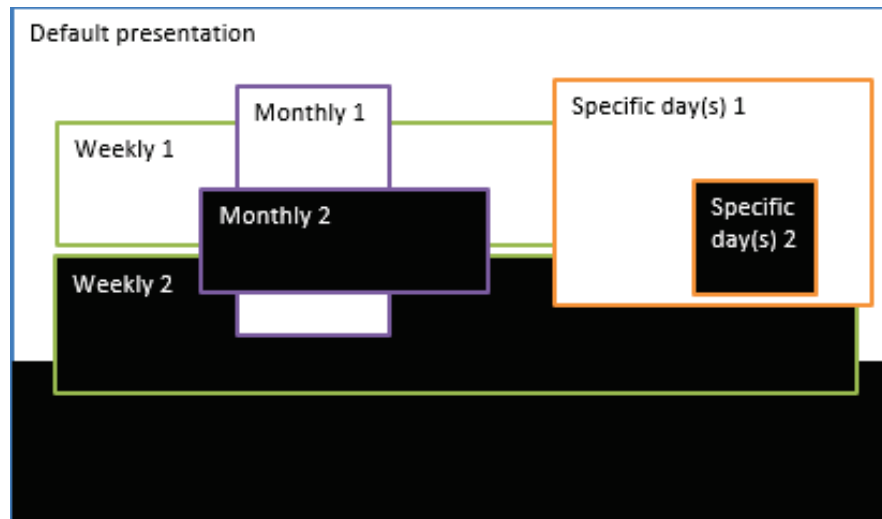 Default presentation
Monthly 1
Specific day(s) 1
Weekly 1
Monthly 2
Specific
day(s) 2
Weekly 2